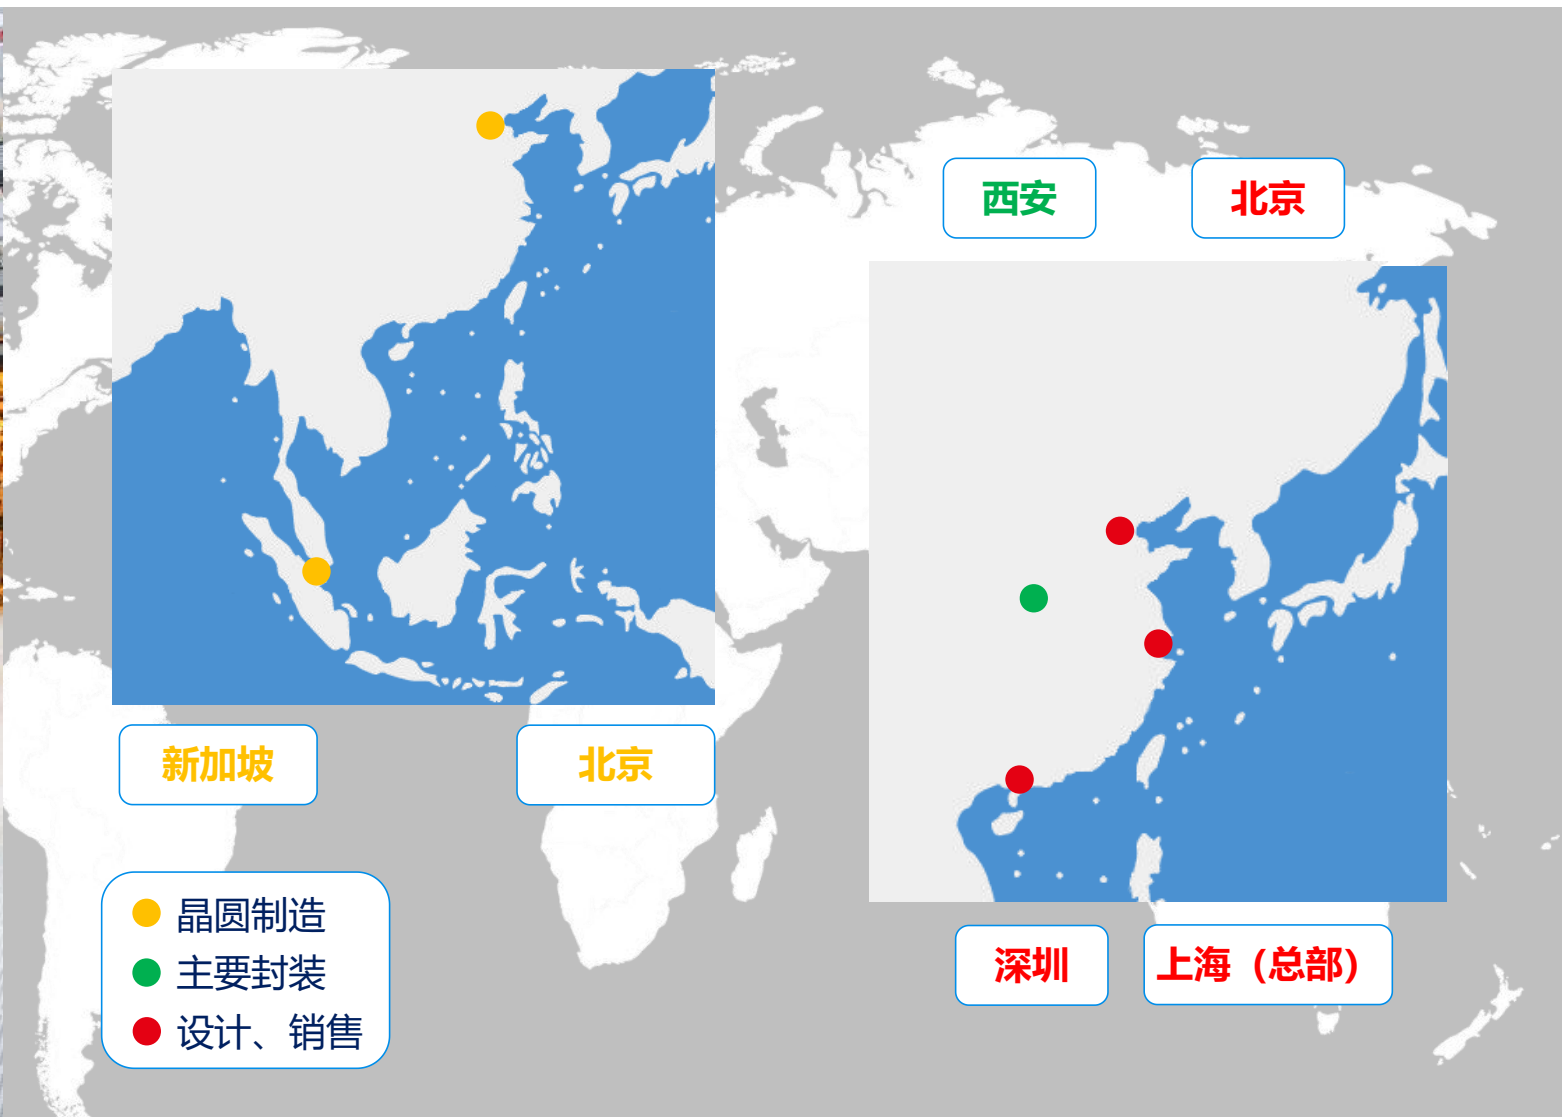 西安
北京
新加坡
北京
晶圆制造
主要封装
设计、销售
深圳
上海（总部）